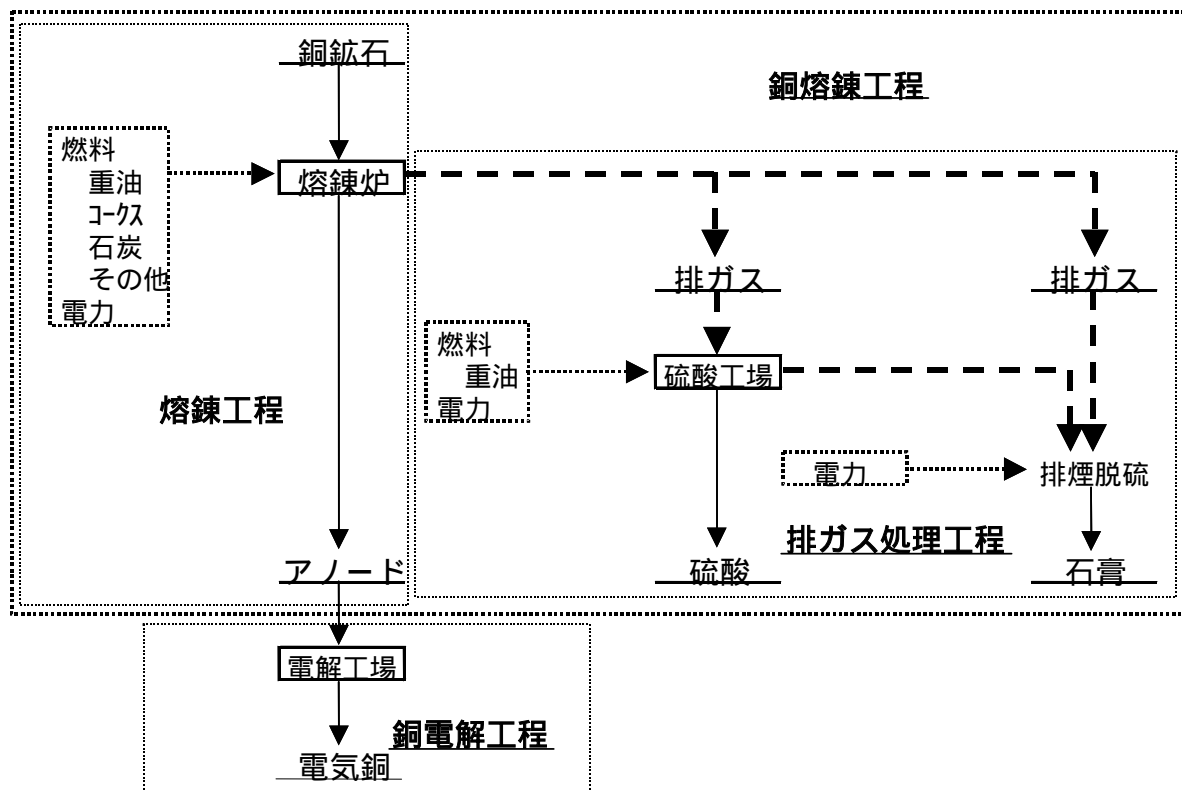 銅鉱石
銅熔錬工程
燃料
重油
コークス
石炭
その他
電力
熔錬炉
排ガス
排ガス
燃料
重油
電力
硫酸工場
熔錬工程
電力
排煙脱硫
排ガス処理工程
アノード
硫酸
石膏
電解工場
銅電解工程
電気銅